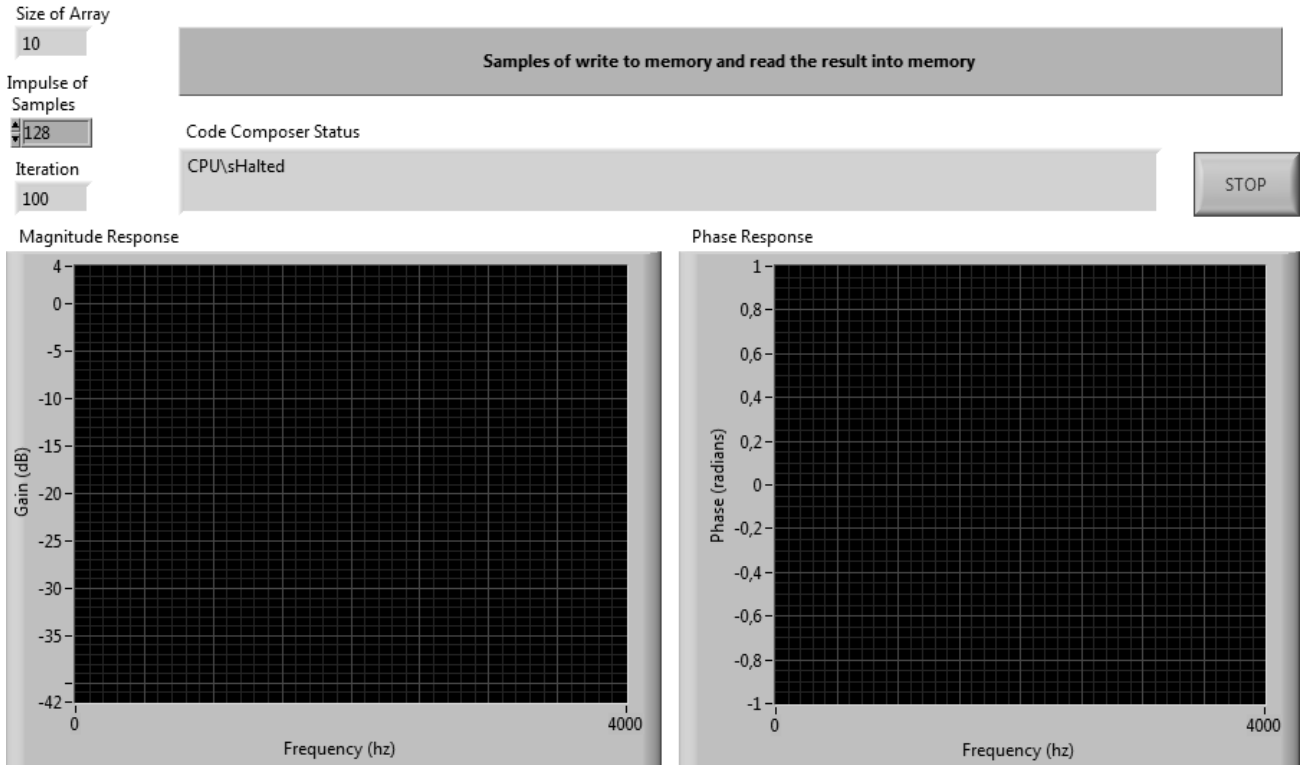 Size of Array
10
Impulse of
Samples
128
Iteration
100
Samples of write to memory and read the result into memory
Code Composer Status
CPU\sHalted
STOP
Magnitude Response
4
0
-5
-10
-15
-20
-25
-30
-35
-42
Gain (dB)
0
4000
Frequency (hz)
Phase Response
1
0,8
0,6
0,4
0,2
0
-0,2
-0,4
-0,6
-0,8
-1
Phase (radians)
0
4000
Frequency (hz)